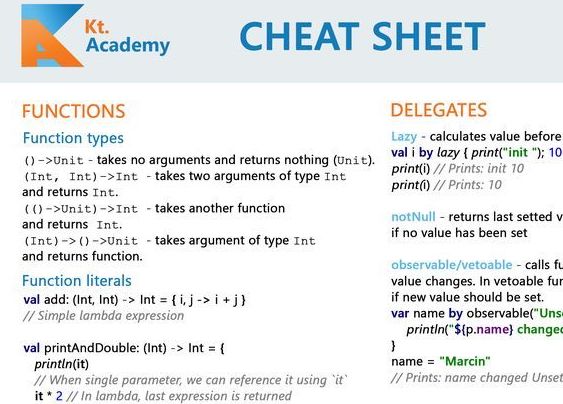 Kt.
Academy
CHEAT SHEET
FUNCTIONS
Function types
()->Unit - takes no arguments and returns nothing (Unit).
(Int, Int)->Int - takes two arguments of type Int
and returns Int.
(()->Unit)->Int - takes another function
and returns Int.
(Int)->()->Unit - takes argument of type Int
and returns function.
Function literals
val add: (Int, Int) -> Int = { i, j -> i + j }
// Simple lambda expression
val printAndDouble: (Int) -> Int = {
println(it)
// When single parameter, we can reference it using `it`
it * 2 // In lambda, last expression is returned
DELEGATES
Lazy - calculates value before
val i by lazy { print("init "); 10
print(i) // Prints: init 10
print(i) // Prints: 10
notNull - returns last setted v
if no value has been set
observable/vetoable - calls fu
value changes. In vetoable fun
if new value should be set.
var name by observable("Uns
println("${p.name} changed
}
name = "Marcin"
// Prints: name changed Unset